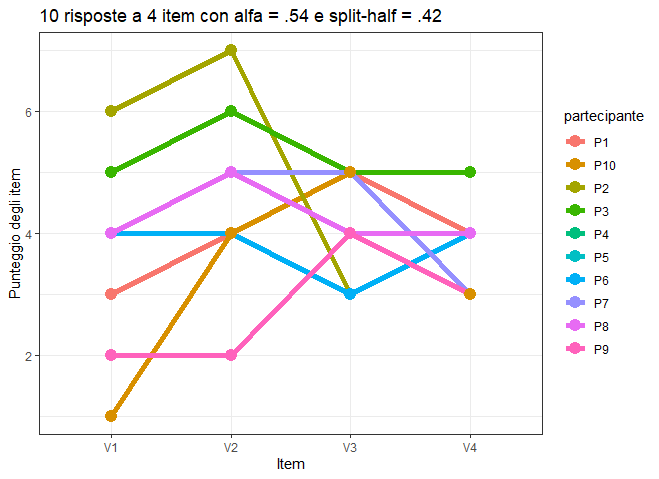 10 risposte a 4 item con alfa = .54 e split-half = .42
Punteggio degli item
6
4
2
V1 V2 V3 V4
Item
partecipante
P1
P10
P2
P3
P4
P5
P6
P7
P8
P9